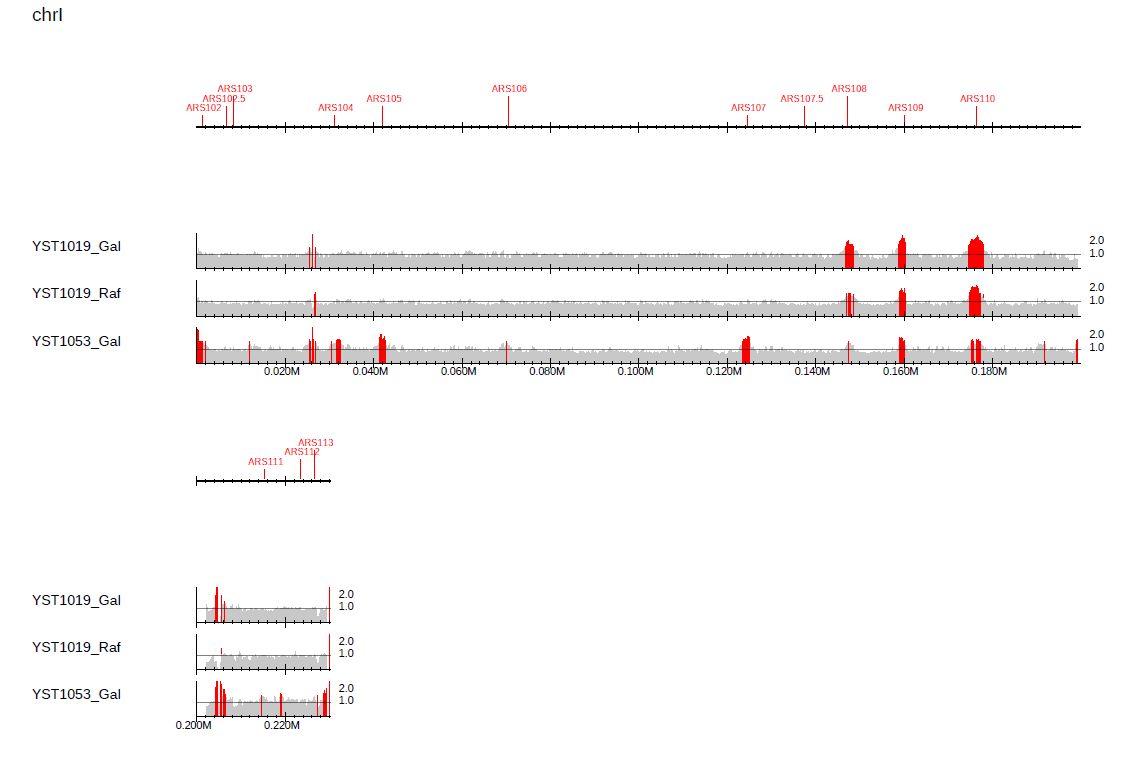 chrI
ARS103
ARS102.5
ARS102 ARS104 ARS105 ARS106 ARS107 ARS107.5 ARS108 ARS109 ARS110
YST1019_Gal 2.0
1.0
YST1019_Raf 2.0
1.0
YST1053_Gal 2.0
1.0
0.020M 0.040M 0.060M 0.080M 0.100M 0.120M 0.140M 0.160M 0.180M
ARS113
ARS112
ARS111
YST1019_Gal 2.0
1.0
YST1019_Raf 2.0
1.0
YST1053_Gal 2.0
1.0
0.200M 0.220M